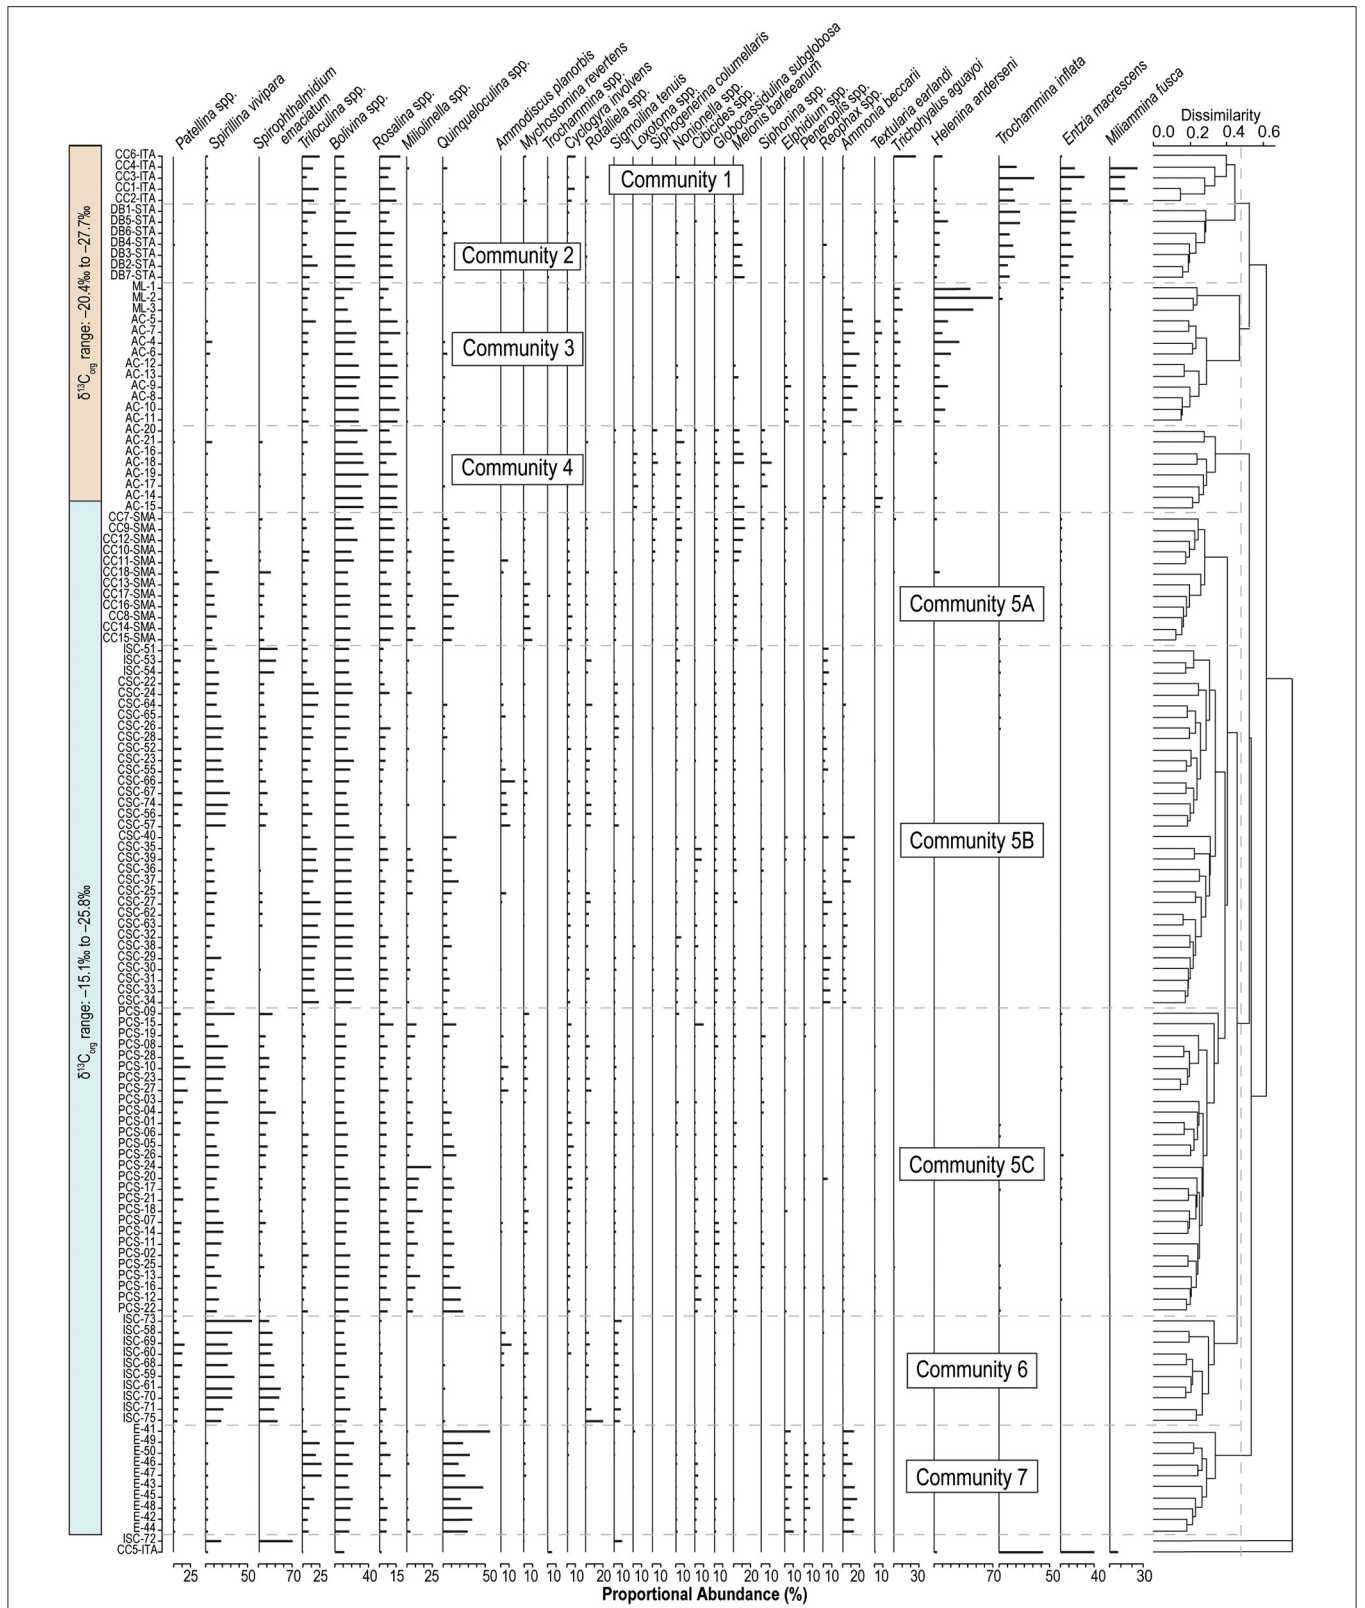 Patellina spp.
Spirillina vivipara
Spirophthalmidium
emaciatum
Triloculina spp.
Bolivina spp.
Rosalina spp.
Miliolinella spp.
Quinqueloculina spp.
Ammodiscus planorbis
Mychostomina revertens
Trochammina spp.
Cyclogyra involvens
Rotaliela spp.
Sigmoilina tenuis
Loxotoma spp.
Siphogenerina columellaris
Nonionella spp.
Cibicides spp.
Globocassidulina subglobosa
Melonis barleeanum
Siphonina spp.
Elphidium spp.
Peneroplis spp.
Reophax spp.
Ammonia beccarii
Textularia earlandi
Trichohyalus aguayoi
Helenina anderseni
Trochammina inflata
Entzia macrescens
Miliammina fusca
Dissimilarity
0.0 0.2 0.4 0.6
δ¹³Corg range: –20.4‰ to –27.7‰
δ¹³Corg range: –15.1‰ to –25.8‰
CC6-ITA
CC4-ITA
CC3-ITA
CC1-ITA
CC2-ITA
Community 1
DB1-STA
DB5-STA
DB6-STA
DB4-STA
DB3-STA
DB2-STA
DB7-STA
Community 2
ML-1
ML-2
ML-3
AC-5
AC-7
AC-4
AC-6
AC-12
AC-13
AC-9
AC-8
AC-10
AC-11
Community 3
AC-20
AC-21
AC-16
AC-18
AC-19
AC-17
AC-14
AC-15
Community 4
CC7-SMA
CC9-SMA
CC12-SMA
CC10-SMA
CC11-SMA
CC18-SMA
CC13-SMA
CC17-SMA
CC16-SMA
CC8-SMA
CC14-SMA
CC15-SMA
Community 5A
ISC-51
ISC-53
ISC-54
CSC-22
CSC-24
CSC-64
CSC-65
CSC-26
CSC-28
CSC-52
CSC-23
CSC-55
CSC-66
CSC-67
CSC-74
CSC-56
CSC-57
CSC-40
CSC-35
CSC-39
CSC-36
CSC-37
CSC-25
CSC-27
CSC-62
CSC-63
CSC-32
CSC-38
CSC-29
CSC-30
CSC-31
CSC-33
CSC-34
Community 5B
PCS-09
PCS-15
PCS-19
PCS-08
PCS-28
PCS-10
PCS-23
PCS-27
PCS-03
PCS-04
PCS-01
PCS-06
PCS-05
PCS-26
PCS-24
PCS-20
PCS-17
PCS-21
PCS-18
PCS-07
PCS-14
PCS-11
PCS-02
PCS-25
PCS-13
PCS-16
PCS-12
PCS-22
Community 5C
ISC-73
ISC-58
ISC-69
ISC-60
ISC-68
ISC-59
ISC-61
ISC-70
ISC-71
ISC-75
Community 6
E-41
E-49
E-50
E-46
E-47
E-43
E-45
E-48
E-42
E-44
Community 7
ISC-72
CC5-ITA
25 50 70 25 40 15 25 50 10 10 10 10 10 10 10 10 10 10 10 10 10 10 10 10 20 10 30 70 50 40 30
Proportional Abundance (%)